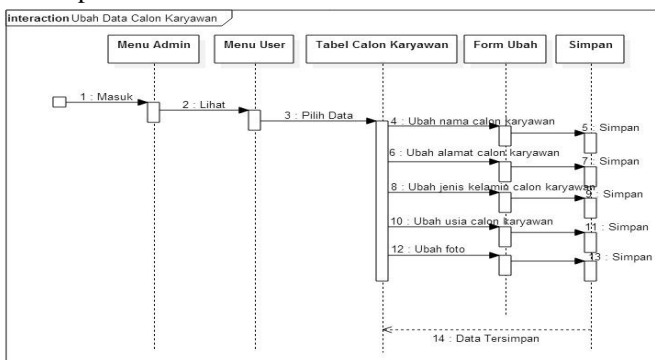 interaction Ubah Data Calon Karyawan
Menu Admin
Menu User
Tabel Calon Karyawan
Form Ubah
Simpan
1 : Masuk
2 : Lihat
3 : Pilih Data
4 : Ubah nama calon karyawan
5 : Simpan
6 : Ubah alamat calon karyawan
7 : Simpan
8 : Ubah jenis kelamin calon karyawan
9 : Simpan
10 : Ubah usia calon karyawan
11 : Simpan
12 : Ubah foto
13 : Simpan
14 : Data Tersimpan